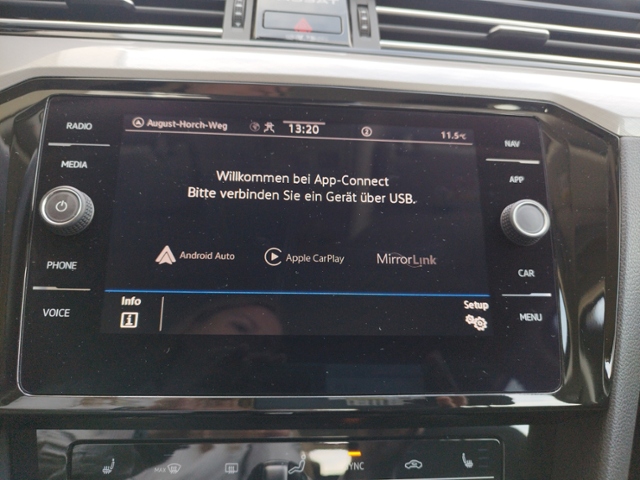 RADIO
MEDIA
PHONE
VOICE
August-Horch-Weg 13:20 11.5°C
Willkommen bei App-Connect
Bitte verbinden Sie ein Gerät über USB.
Android Auto Apple CarPlay MirrorLink
Info Setup
NAV
APP
CAR
MENU
MAX